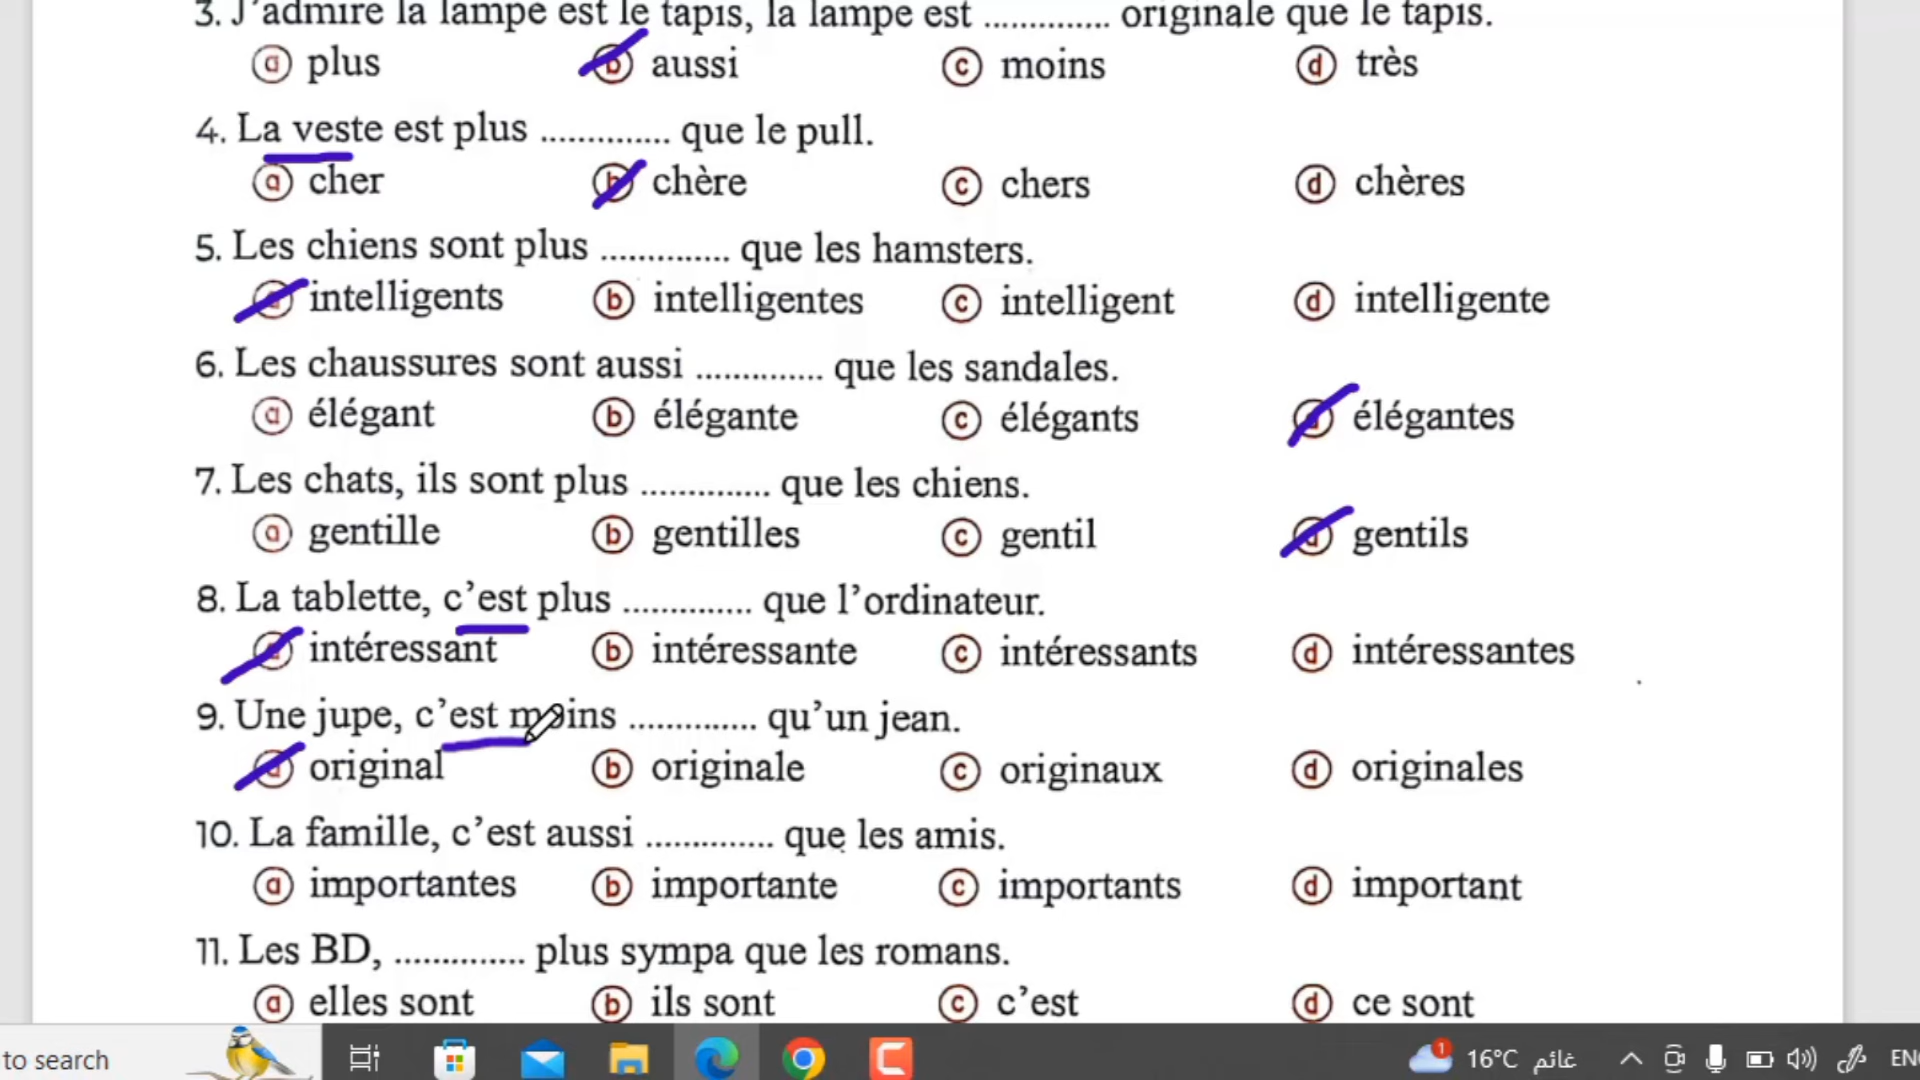 3. J'admire la lampe est le tapis, la lampe est ............. originale que le tapis.
a plus b aussi c moins d très
4. La veste est plus ............. que le pull.
a cher b chère c chers d chères
5. Les chiens sont plus ............. que les hamsters.
a intelligents b intelligentes c intelligent d intelligente
6. Les chaussures sont aussi ............. que les sandales.
a élégant b élégante c élégants d élégantes
7. Les chats, ils sont plus ............. que les chiens.
a gentille b gentilles c gentil d gentils
8. La tablette, c'est plus ............. que l'ordinateur.
a intéressant b intéressante c intéressants d intéressantes
9. Une jupe, c'est moins ............. qu'un jean.
a original b originale c originaux d originales
10. La famille, c'est aussi ............. que les amis.
a importantes b importante c importants d important
11. Les BD, ............. plus sympa que les romans.
a elles sont b ils sont c c'est d ce sont
to search 1 16°C غائم EN